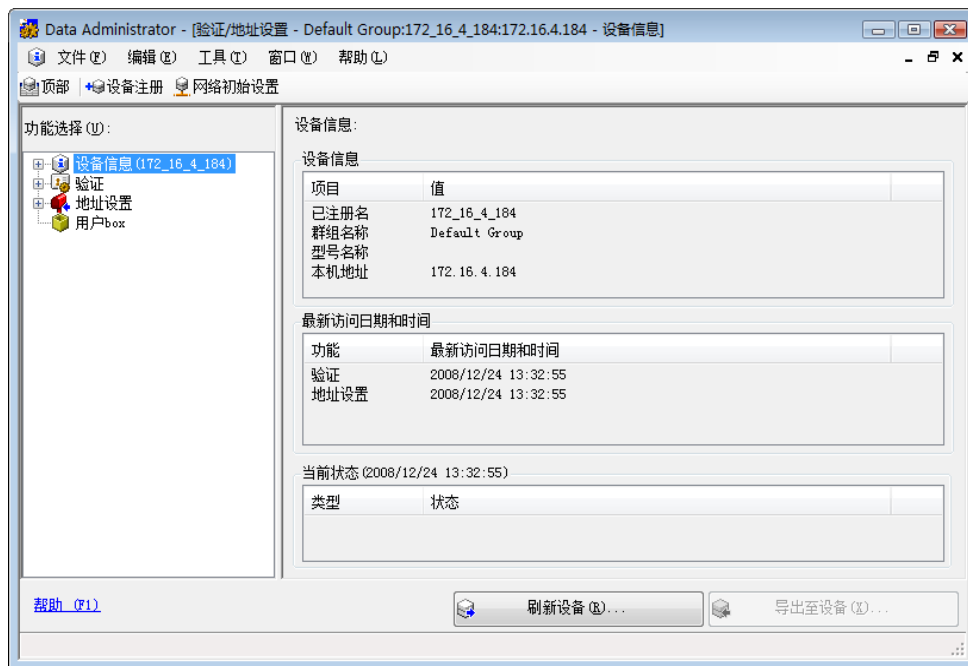 Data Administrator - [验证/地址设置 - Default Group:172_16_4_184:172.16.4.184 - 设备信息]
文件(F) 编辑(E) 工具(T) 窗口(W) 帮助(L)
顶部 设备注册 网络初始设置
功能选择(U):
设备信息(172_16_4_184)
验证
地址设置
用户box
设备信息:
设备信息
项目 值
已注册名 172_16_4_184
群组名称 Default Group
型号名称
本机地址 172.16.4.184
最新访问日期和时间
功能 最新访问日期和时间
验证 2008/12/24 13:32:55
地址设置 2008/12/24 13:32:55
当前状态(2008/12/24 13:32:55)
类型 状态
帮助 (F1)
刷新设备(R)...
导出至设备(X)...